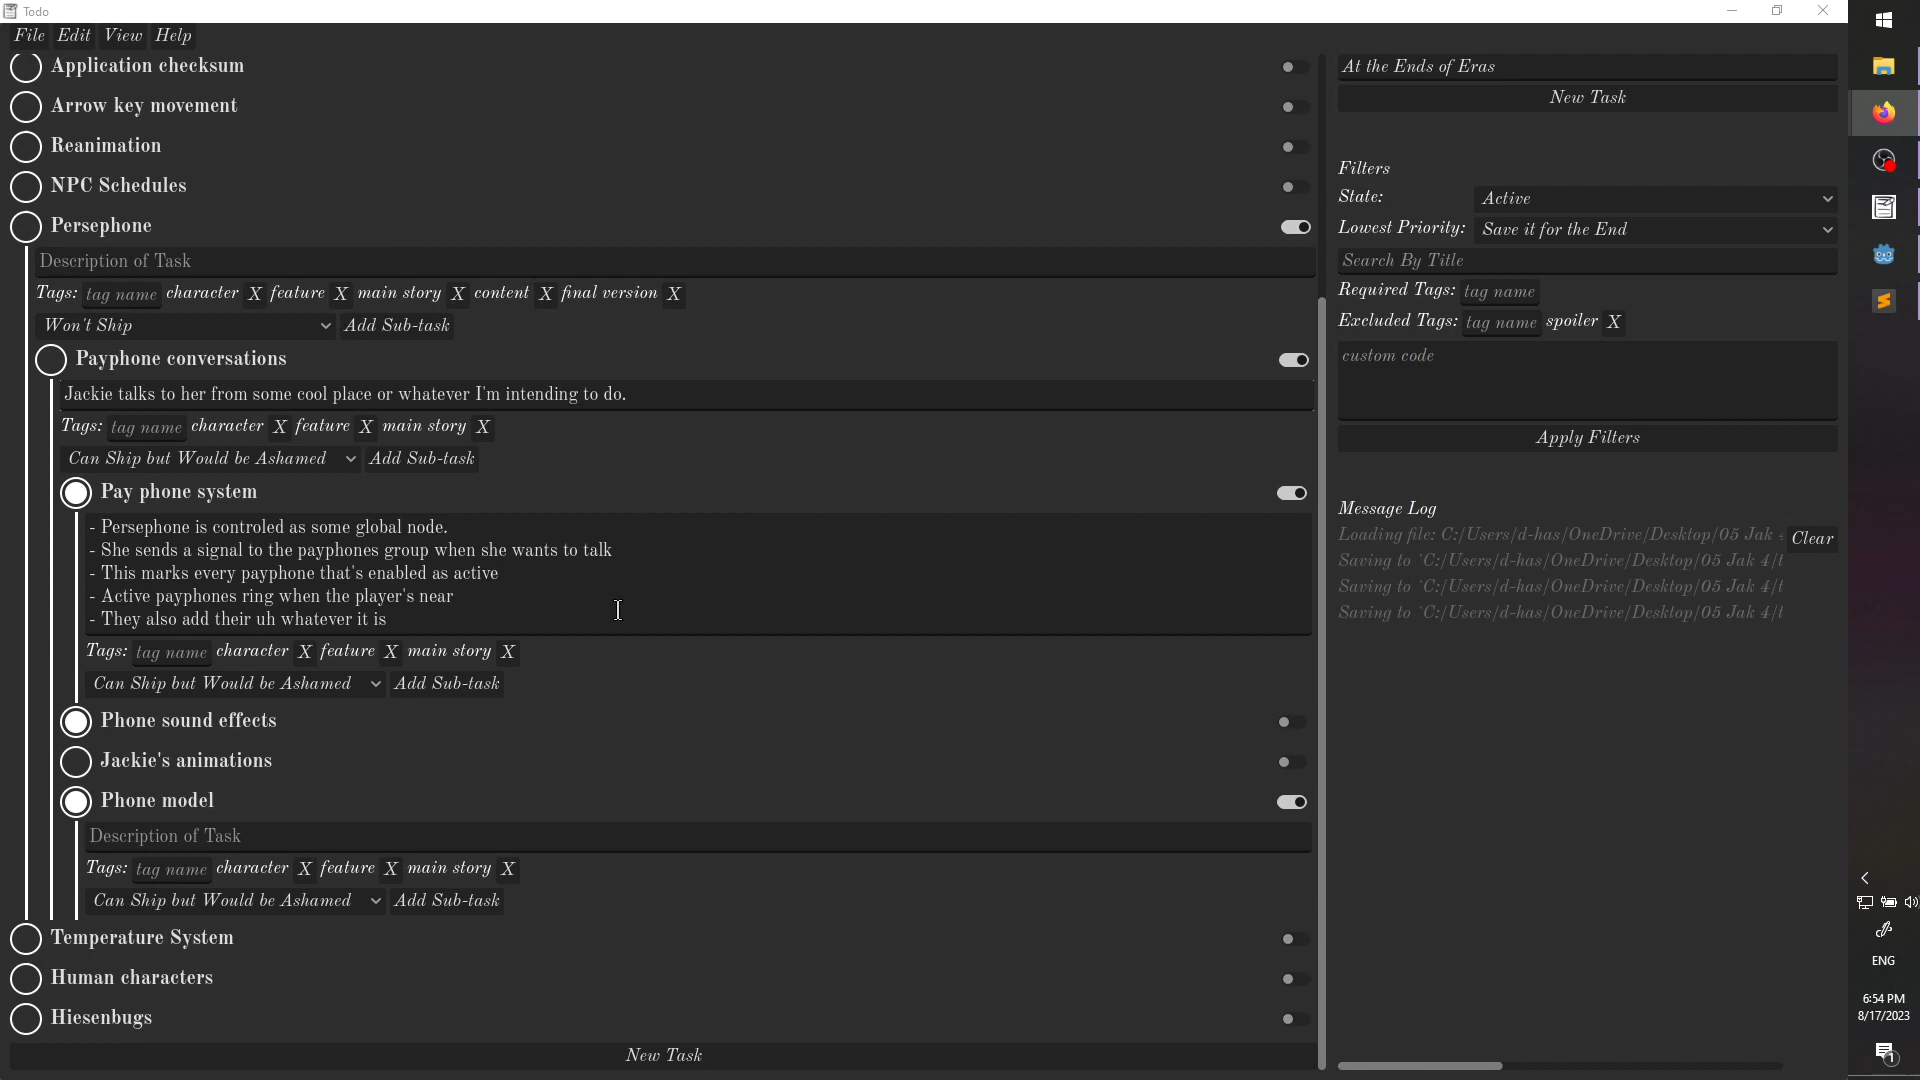 Todo
File Edit View Help
Application checksum
Arrow key movement
Reanimation
NPC Schedules
Persephone
Description of Task
Tags: tag name character X feature X main story X content X final version X
Won't Ship Add Sub-task
Payphone conversations
Jackie talks to her from some cool place or whatever I'm intending to do.
Tags: tag name character X feature X main story X
Can Ship but Would be Ashamed Add Sub-task
Pay phone system
- Persephone is controled as some global node.
- She sends a signal to the payphones group when she wants to talk
- This marks every payphone that's enabled as active
- Active payphones ring when the player's near
- They also add their uh whatever it is
Tags: tag name character X feature X main story X
Can Ship but Would be Ashamed Add Sub-task
Phone sound effects
Jackie's animations
Phone model
Description of Task
Tags: tag name character X feature X main story X
Can Ship but Would be Ashamed Add Sub-task
Temperature System
Human characters
Hiesenbugs
New Task
At the Ends of Eras
New Task
Filters
State: Active
Lowest Priority: Save it for the End
Search By Title
Required Tags: tag name
Excluded Tags: tag name spoiler X
custom code
Apply Filters
Message Log
Loading file: C:/Users/d-has/OneDrive/Desktop/05 Jak 4
Clear
Saving to `C:/Users/d-has/OneDrive/Desktop/05 Jak 4/t
Saving to `C:/Users/d-has/OneDrive/Desktop/05 Jak 4/t
Saving to `C:/Users/d-has/OneDrive/Desktop/05 Jak 4/t
ENG
6:54 PM
8/17/2023
1